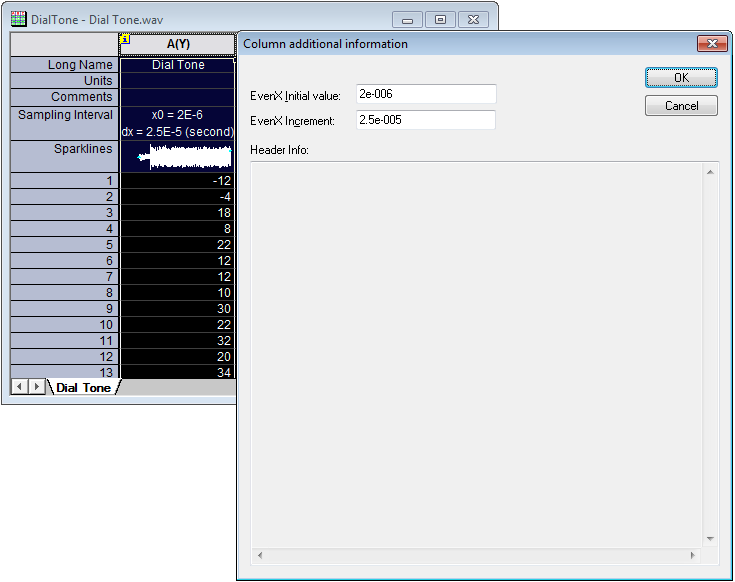 DialTone - Dial Tone.wav
A(Y)
Long Name Dial Tone
Units
Comments
Sampling Interval x0 = 2E-6
dx = 2.5E-5 (second)
Sparklines
1 -12
2 -4
3 18
4 8
5 22
6 12
7 12
8 10
9 30
10 22
11 32
12 20
13 34
Dial Tone
Column additional information
EvenX Initial value: 2e-006
EvenX Increment: 2.5e-005
Header Info:
OK
Cancel